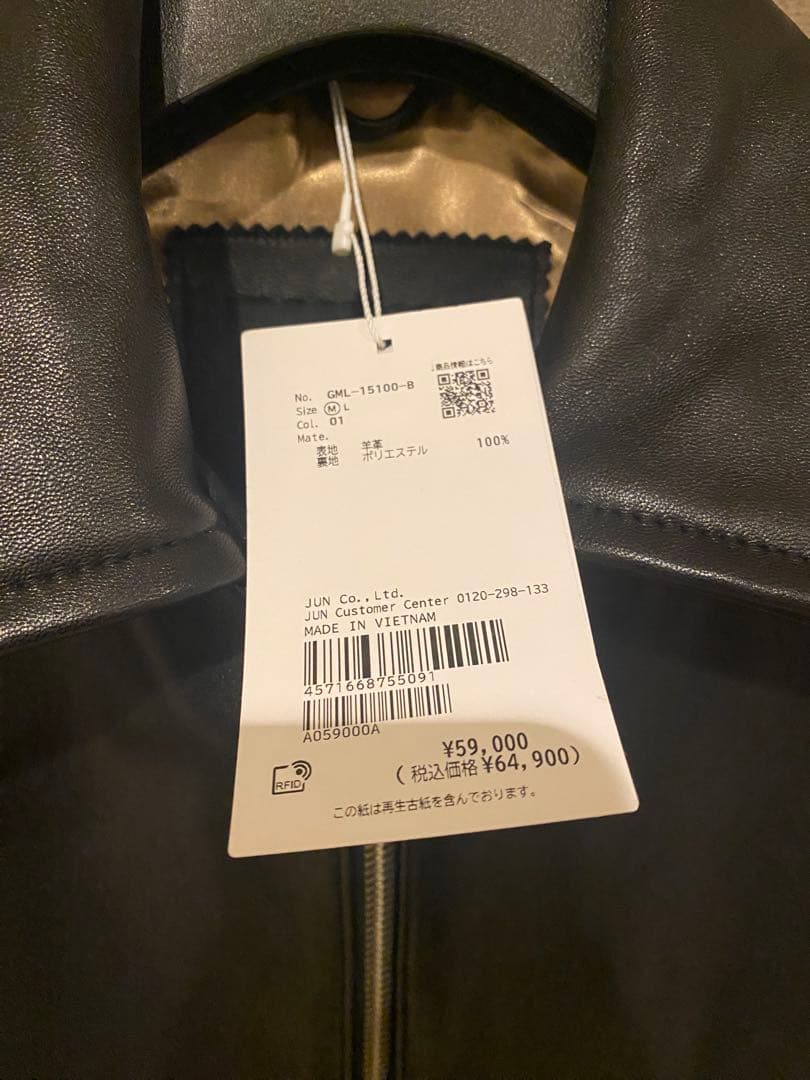 ↓商品情報はこちら
No. GML-15100-B
Size M L
Col. 01
Mate.
表地 羊革
裏地 ポリエステル 100%
JUN Co.,Ltd.
JUN Customer Center 0120-298-133
MADE IN VIETNAM
4571668755091
A059000A
¥59,000
(税込価格¥64,900)
RFID
この紙は再生古紙を含んでおります。